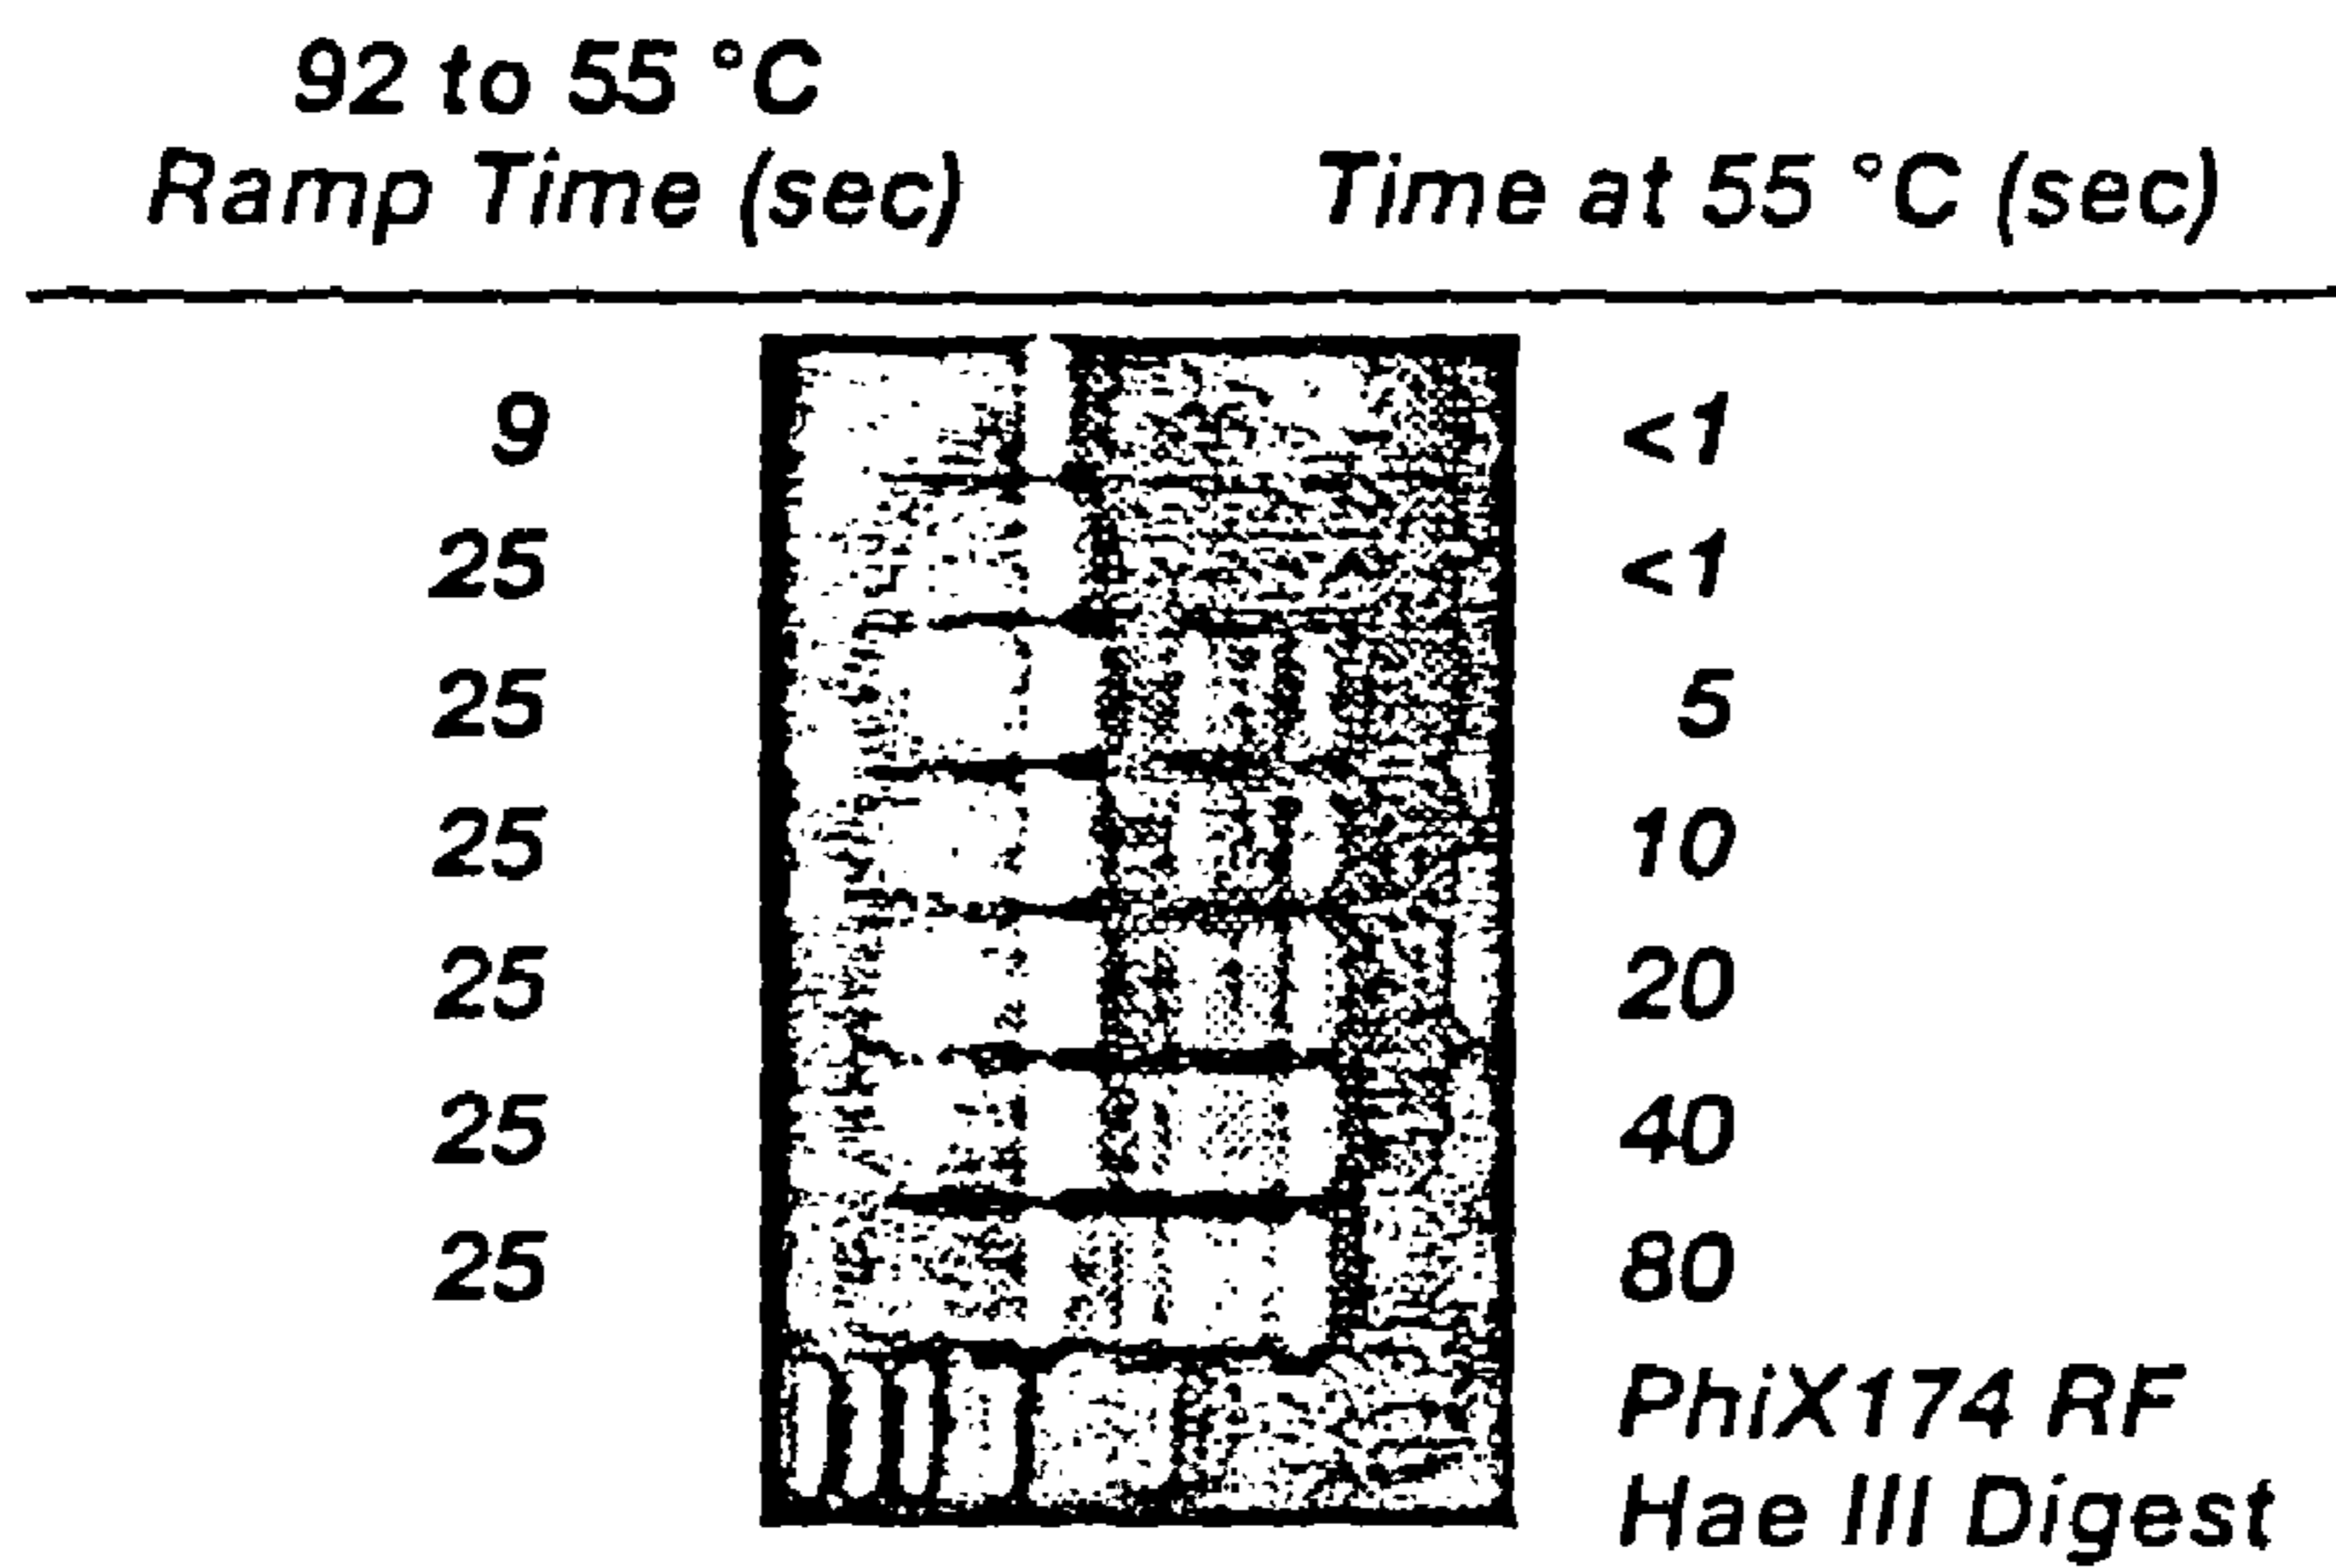 92 to 55 °C
Ramp Time (sec)
Time at 55 °C (sec)
9 <1
25 <1
25 5
25 10
25 20
25 40
25 80
PhiX174 RF
Hae III Digest